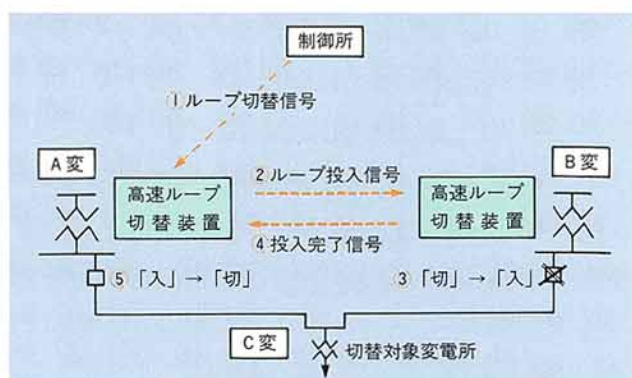 制御所
①ループ切替信号
A変
B変
高速ループ
切替装置
②ループ投入信号
高速ループ
切替装置
④投入完了信号
⑤「入」→「切」
③「切」→「入」
C変
切替対象変電所